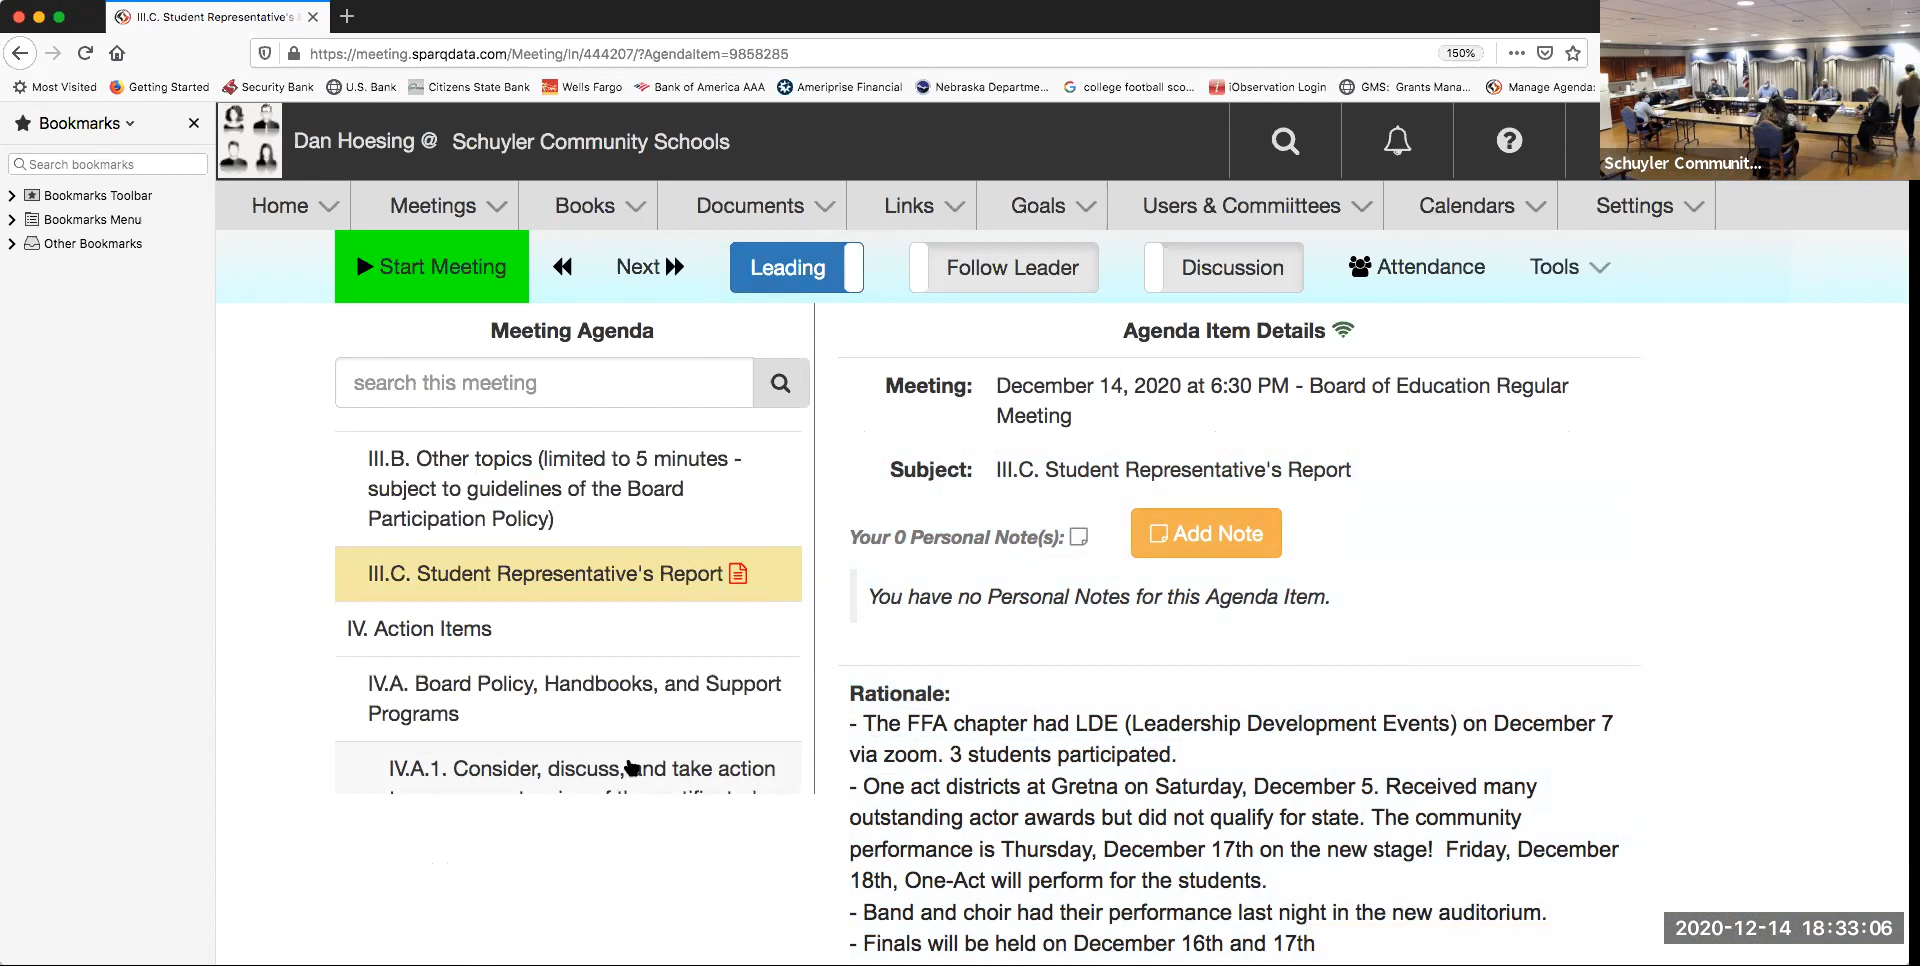 III.C. Student Representative's
https://meeting.sparqdata.com/Meeting/In/444207/?AgendaItem=9858285
150%
Most Visited
Getting Started
Security Bank
U.S. Bank
Citizens State Bank
Wells Fargo
Bank of America AAA
Ameriprise Financial
Nebraska Departme...
college football sco...
iObservation Login
GMS: Grants Mana...
Manage Agenda:
Schuyler Communit...
Bookmarks
Search bookmarks
Bookmarks Toolbar
Bookmarks Menu
Other Bookmarks
Dan Hoesing @ Schuyler Community Schools
Home
Meetings
Books
Documents
Links
Goals
Users & Commiittees
Calendars
Settings
Start Meeting
Next
Leading
Follow Leader
Discussion
Attendance
Tools
Meeting Agenda
search this meeting
III.B. Other topics (limited to 5 minutes -
subject to guidelines of the Board
Participation Policy)
III.C. Student Representative's Report
IV. Action Items
IV.A. Board Policy, Handbooks, and Support
Programs
IV.A.1. Consider, discuss, and take action
Agenda Item Details
Meeting: December 14, 2020 at 6:30 PM - Board of Education Regular
Meeting
Subject: III.C. Student Representative's Report
Your 0 Personal Note(s):
Add Note
You have no Personal Notes for this Agenda Item.
Rationale:
- The FFA chapter had LDE (Leadership Development Events) on December 7
via zoom. 3 students participated.
- One act districts at Gretna on Saturday, December 5. Received many
outstanding actor awards but did not qualify for state. The community
performance is Thursday, December 17th on the new stage! Friday, December
18th, One-Act will perform for the students.
- Band and choir had their performance last night in the new auditorium.
- Finals will be held on December 16th and 17th
2020-12-14 18:33:06